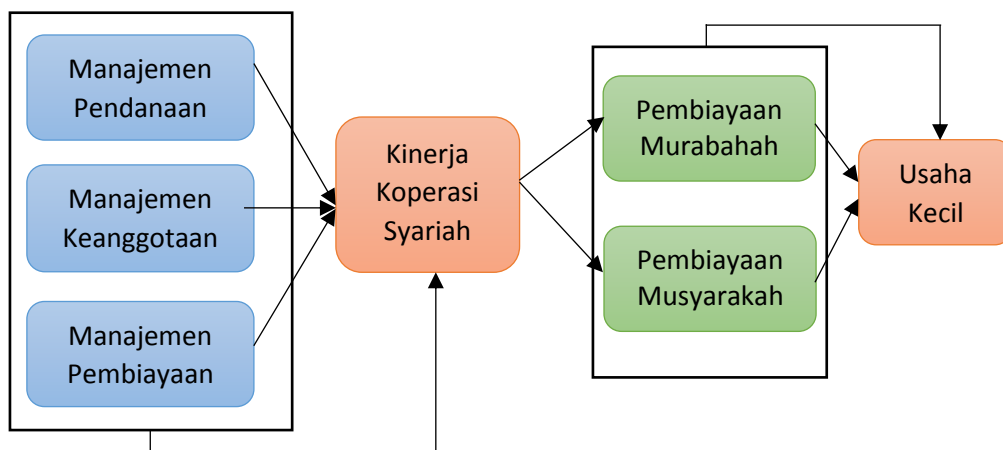 Manajemen
Pendanaan
Manajemen
Keanggotaan
Manajemen
Pembiayaan
Kinerja
Koperasi
Syariah
Pembiayaan
Murabahah
Pembiayaan
Musyarakah
Usaha
Kecil